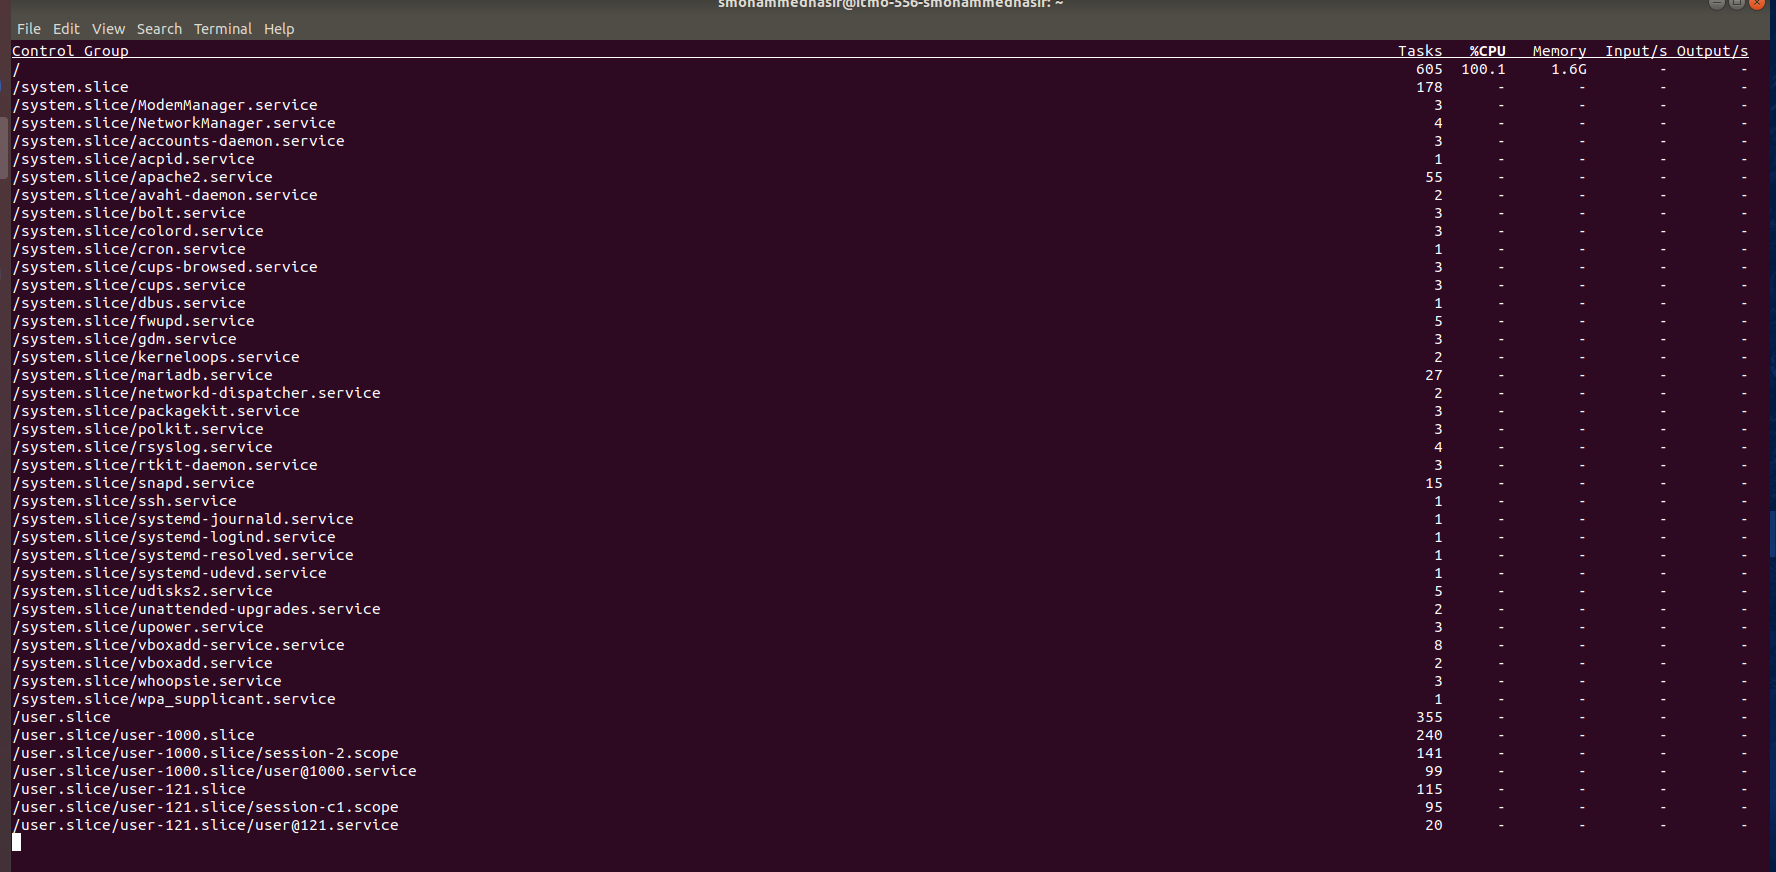 smohammednasir@itmo-556-smohammednasir: ~
File Edit View Search Terminal Help
Control Group Tasks %CPU Memory Input/s Output/s
/ 605 100.1 1.6G - -
/system.slice 178 - - - -
/system.slice/ModemManager.service 3 - - - -
/system.slice/NetworkManager.service 4 - - - -
/system.slice/accounts-daemon.service 3 - - - -
/system.slice/acpid.service 1 - - - -
/system.slice/apache2.service 55 - - - -
/system.slice/avahi-daemon.service 2 - - - -
/system.slice/bolt.service 3 - - - -
/system.slice/colord.service 3 - - - -
/system.slice/cron.service 1 - - - -
/system.slice/cups-browsed.service 3 - - - -
/system.slice/cups.service 3 - - - -
/system.slice/dbus.service 1 - - - -
/system.slice/fwupd.service 5 - - - -
/system.slice/gdm.service 3 - - - -
/system.slice/kerneloops.service 2 - - - -
/system.slice/mariadb.service 27 - - - -
/system.slice/networkd-dispatcher.service 2 - - - -
/system.slice/packagekit.service 3 - - - -
/system.slice/polkit.service 3 - - - -
/system.slice/rsyslog.service 4 - - - -
/system.slice/rtkit-daemon.service 3 - - - -
/system.slice/snapd.service 15 - - - -
/system.slice/ssh.service 1 - - - -
/system.slice/systemd-journald.service 1 - - - -
/system.slice/systemd-logind.service 1 - - - -
/system.slice/systemd-resolved.service 1 - - - -
/system.slice/systemd-udevd.service 1 - - - -
/system.slice/udisks2.service 5 - - - -
/system.slice/unattended-upgrades.service 2 - - - -
/system.slice/upower.service 3 - - - -
/system.slice/vboxadd-service.service 8 - - - -
/system.slice/vboxadd.service 2 - - - -
/system.slice/whoopsie.service 3 - - - -
/system.slice/wpa_supplicant.service 1 - - - -
/user.slice 355 - - - -
/user.slice/user-1000.slice 240 - - - -
/user.slice/user-1000.slice/session-2.scope 141 - - - -
/user.slice/user-1000.slice/user@1000.service 99 - - - -
/user.slice/user-121.slice 115 - - - -
/user.slice/user-121.slice/session-c1.scope 95 - - - -
/user.slice/user-121.slice/user@121.service 20 - - - -